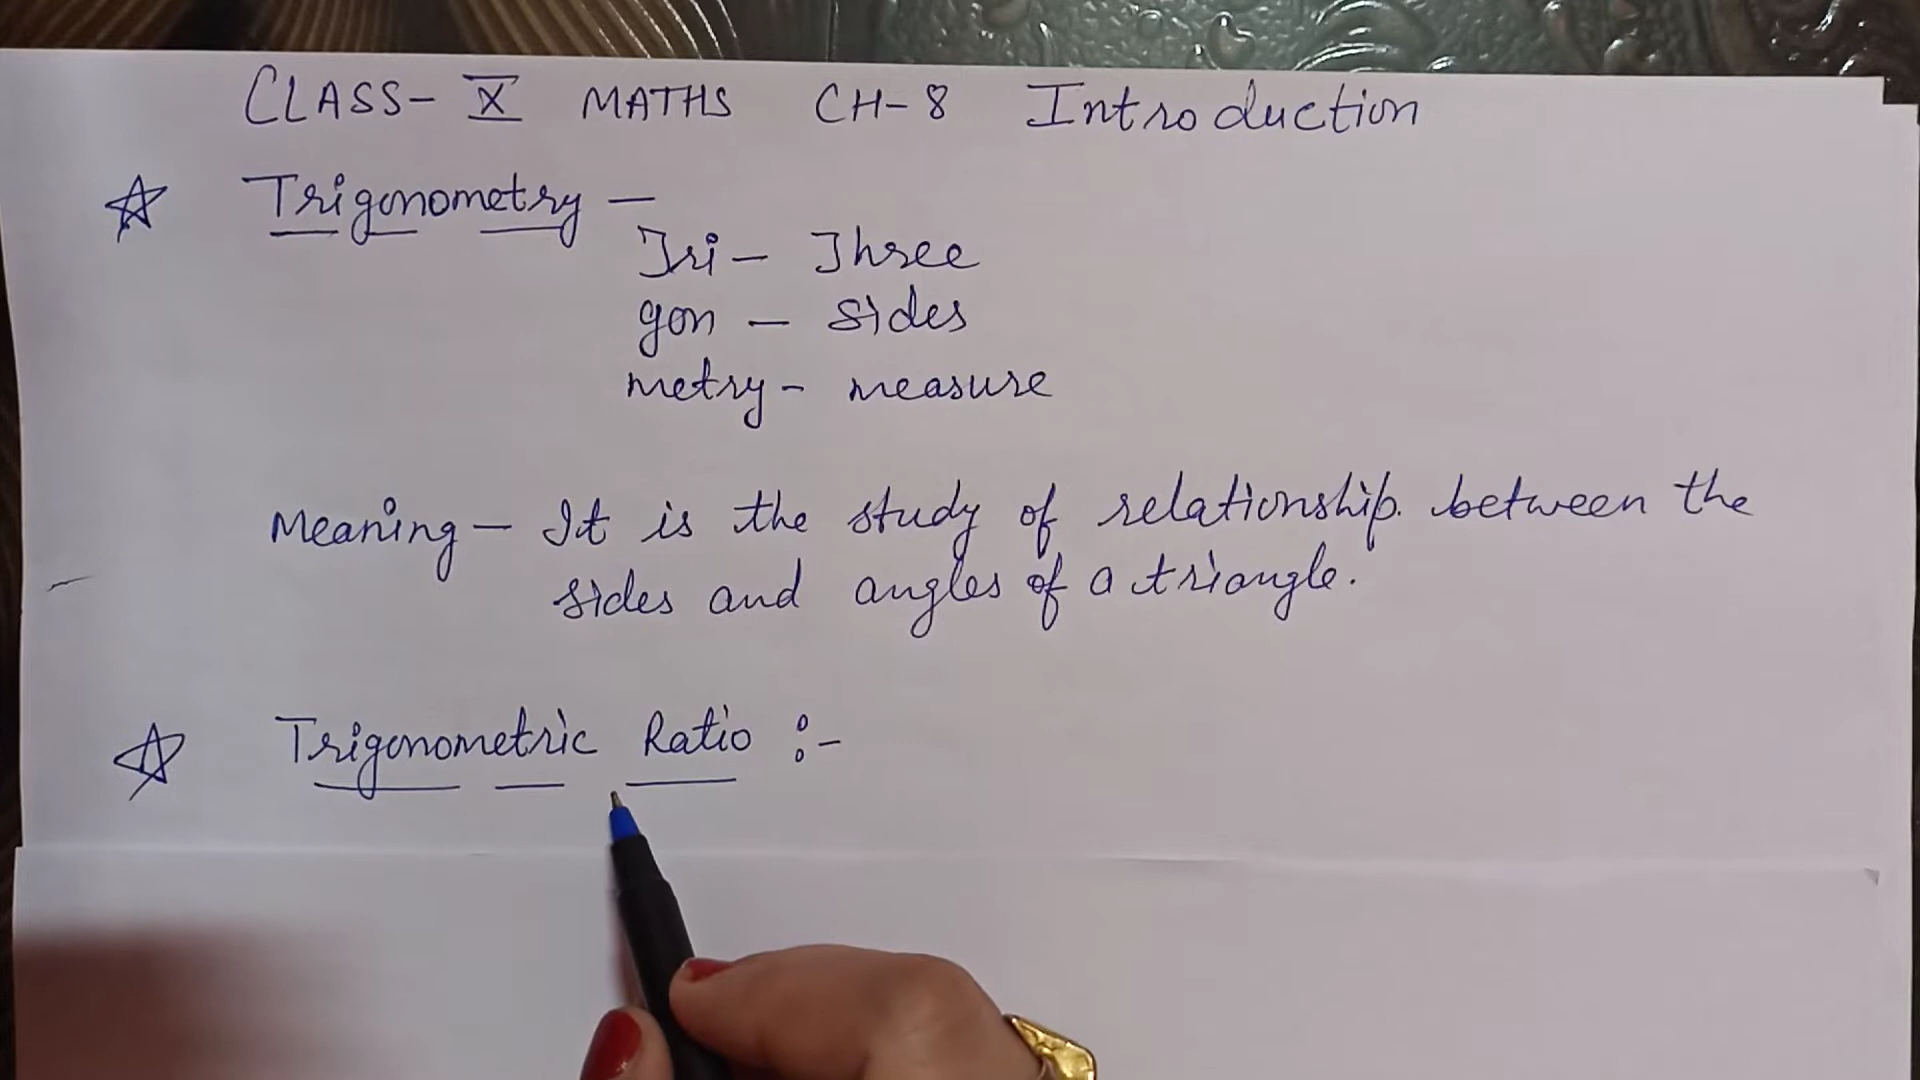 CLASS- X MATHS CH-8 Introduction
Trigonometry -
Tri - Three
gon - sides
metry - measure
Meaning - It is the study of relationship between the
sides and angles of a triangle.
Trigonometric Ratio :-